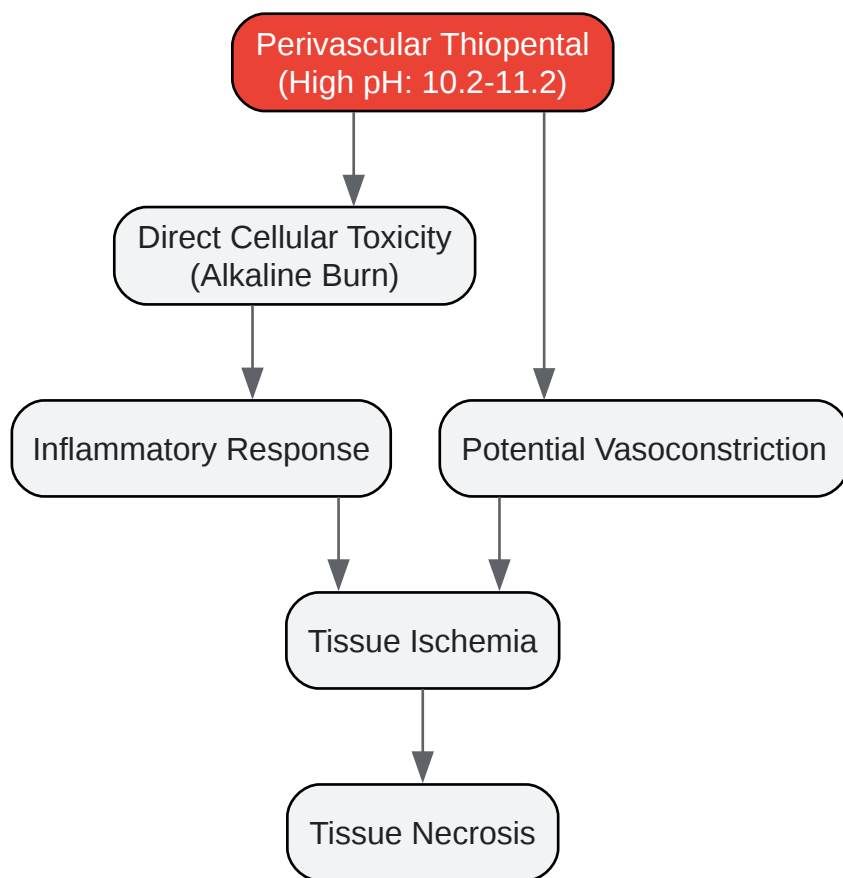 Perivascular Thiopental
(High pH: 10.2-11.2)
Direct Cellular Toxicity
(Alkaline Burn)
Inflammatory Response
Potential Vasoconstriction
Tissue Ischemia
Tissue Necrosis